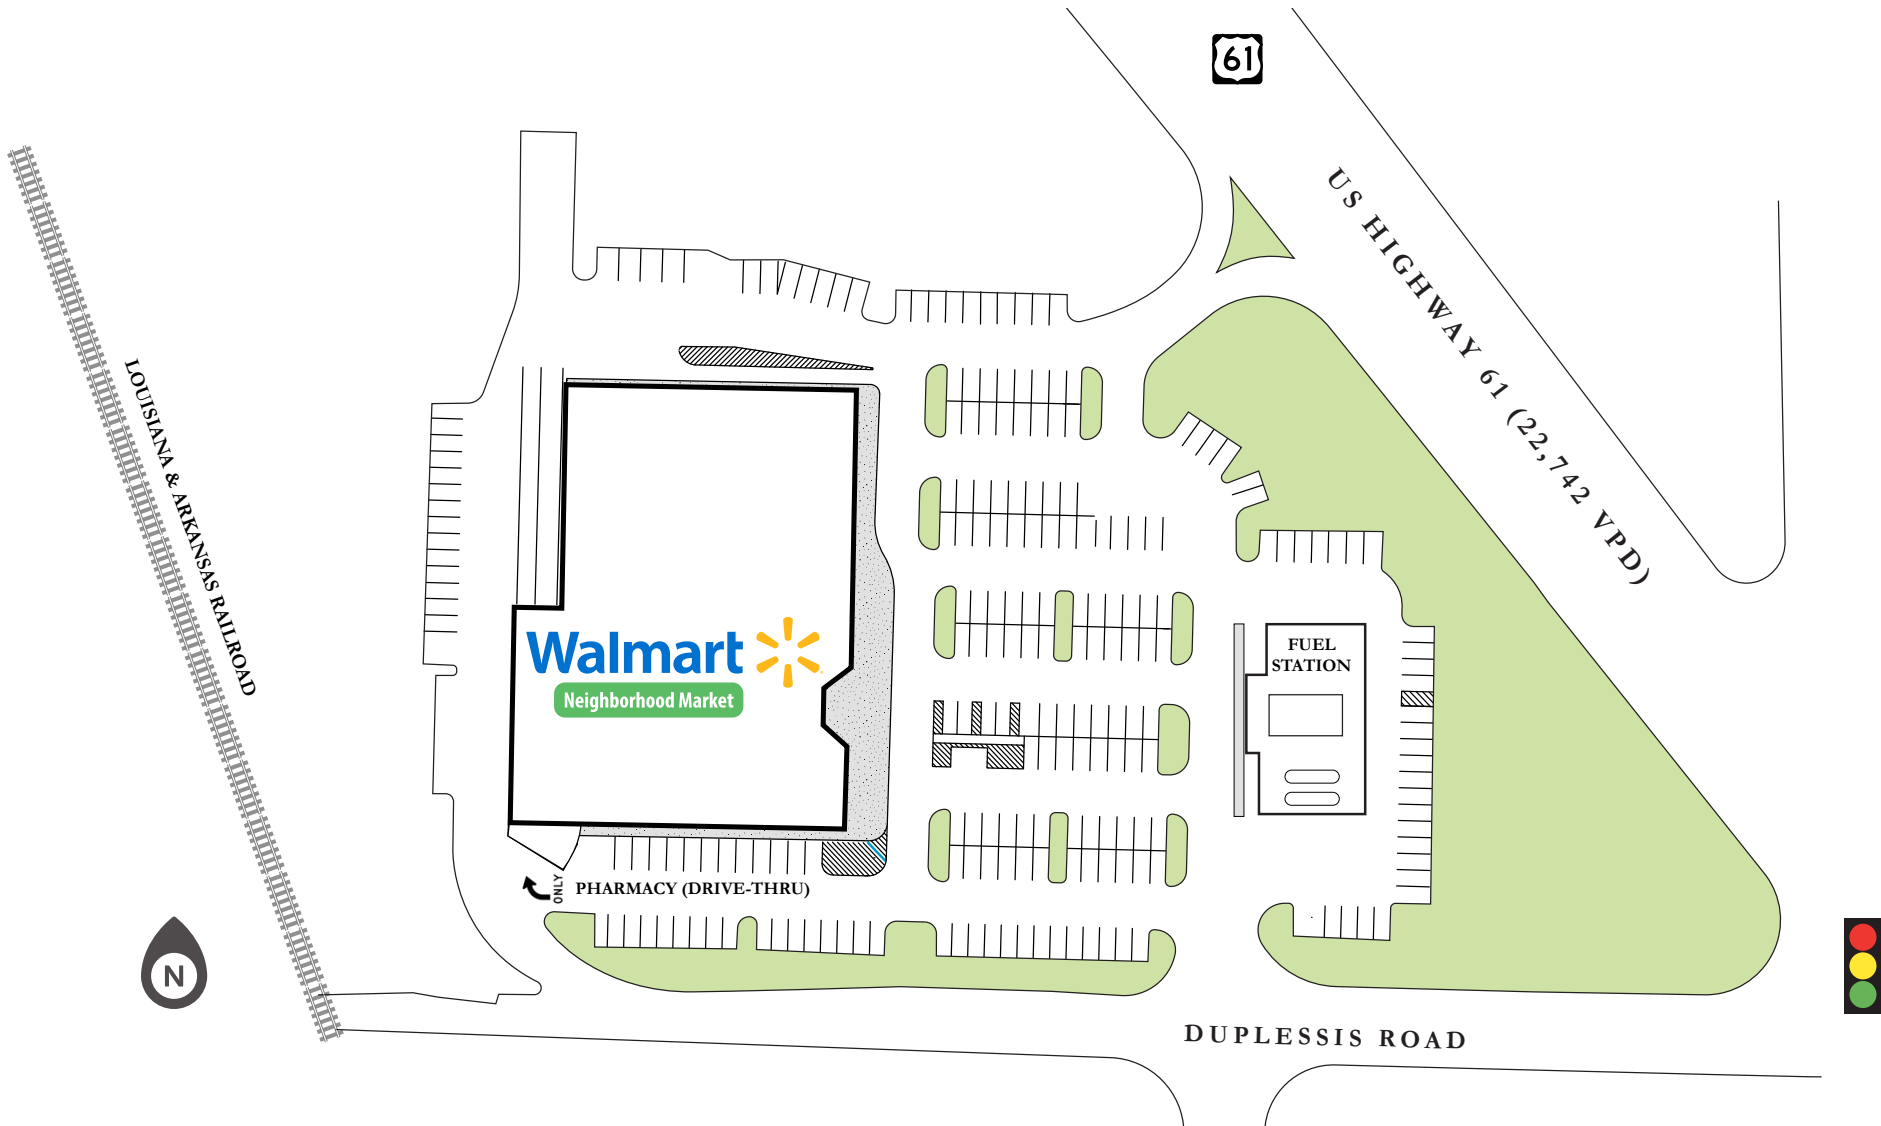 61
US HIGHWAY 61 (22,742 VPD)
LOUISIANA & ARKANSAS RAILROAD
Walmart
Neighborhood Market
FUEL
STATION
ONLY
PHARMACY (DRIVE-THRU)
N
DUPLESSIS ROAD